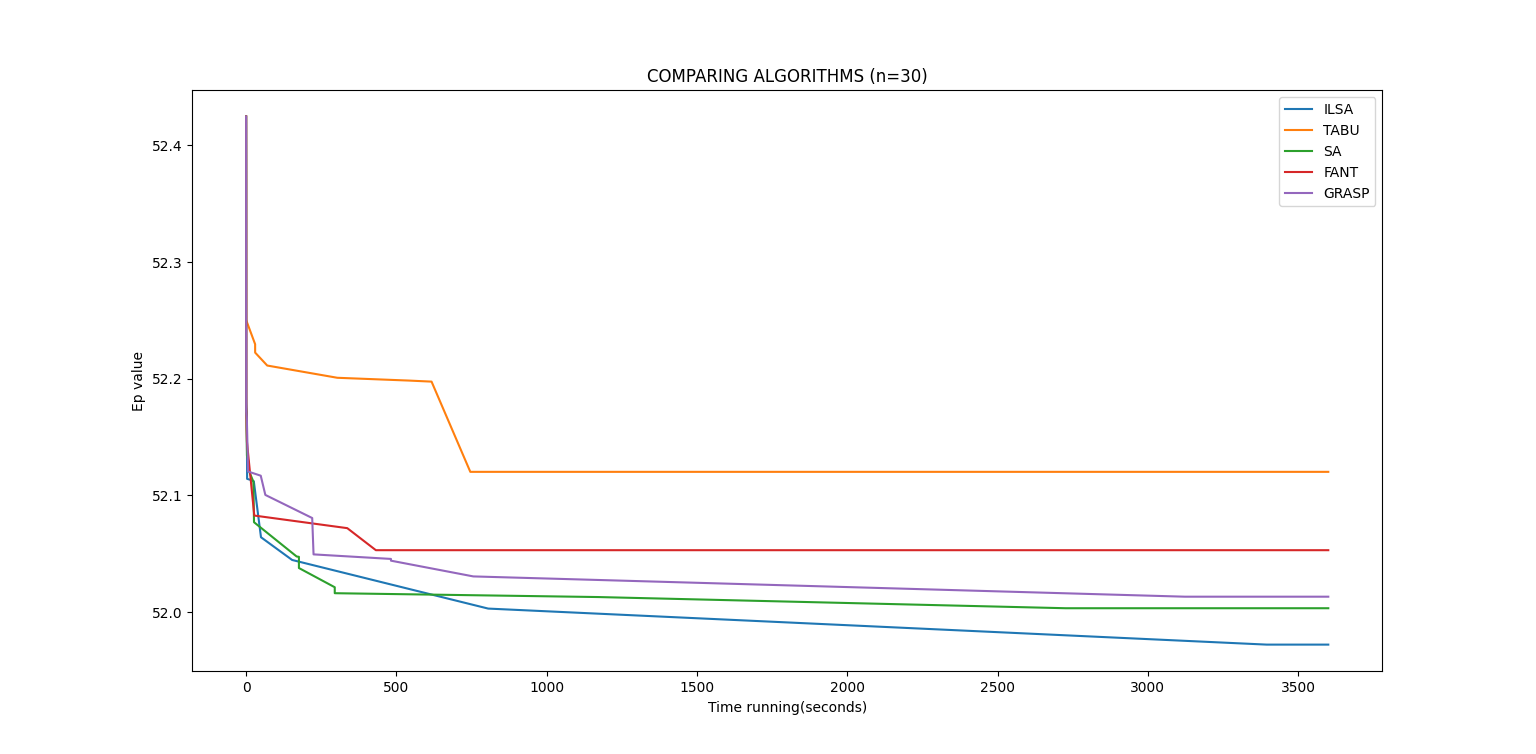 COMPARING ALGORITHMS (n=30)
ILSA
TABU
SA
FANT
GRASP
Ep value
52.4
52.3
52.2
52.1
52.0
0 500 1000 1500 2000 2500 3000 3500
Time running(seconds)